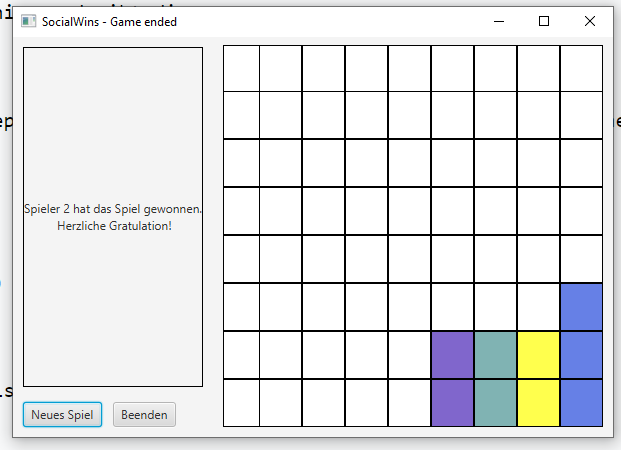 SocialWins - Game ended
Spieler 2 hat das Spiel gewonnen.
Herzliche Gratulation!
Neues Spiel
Beenden